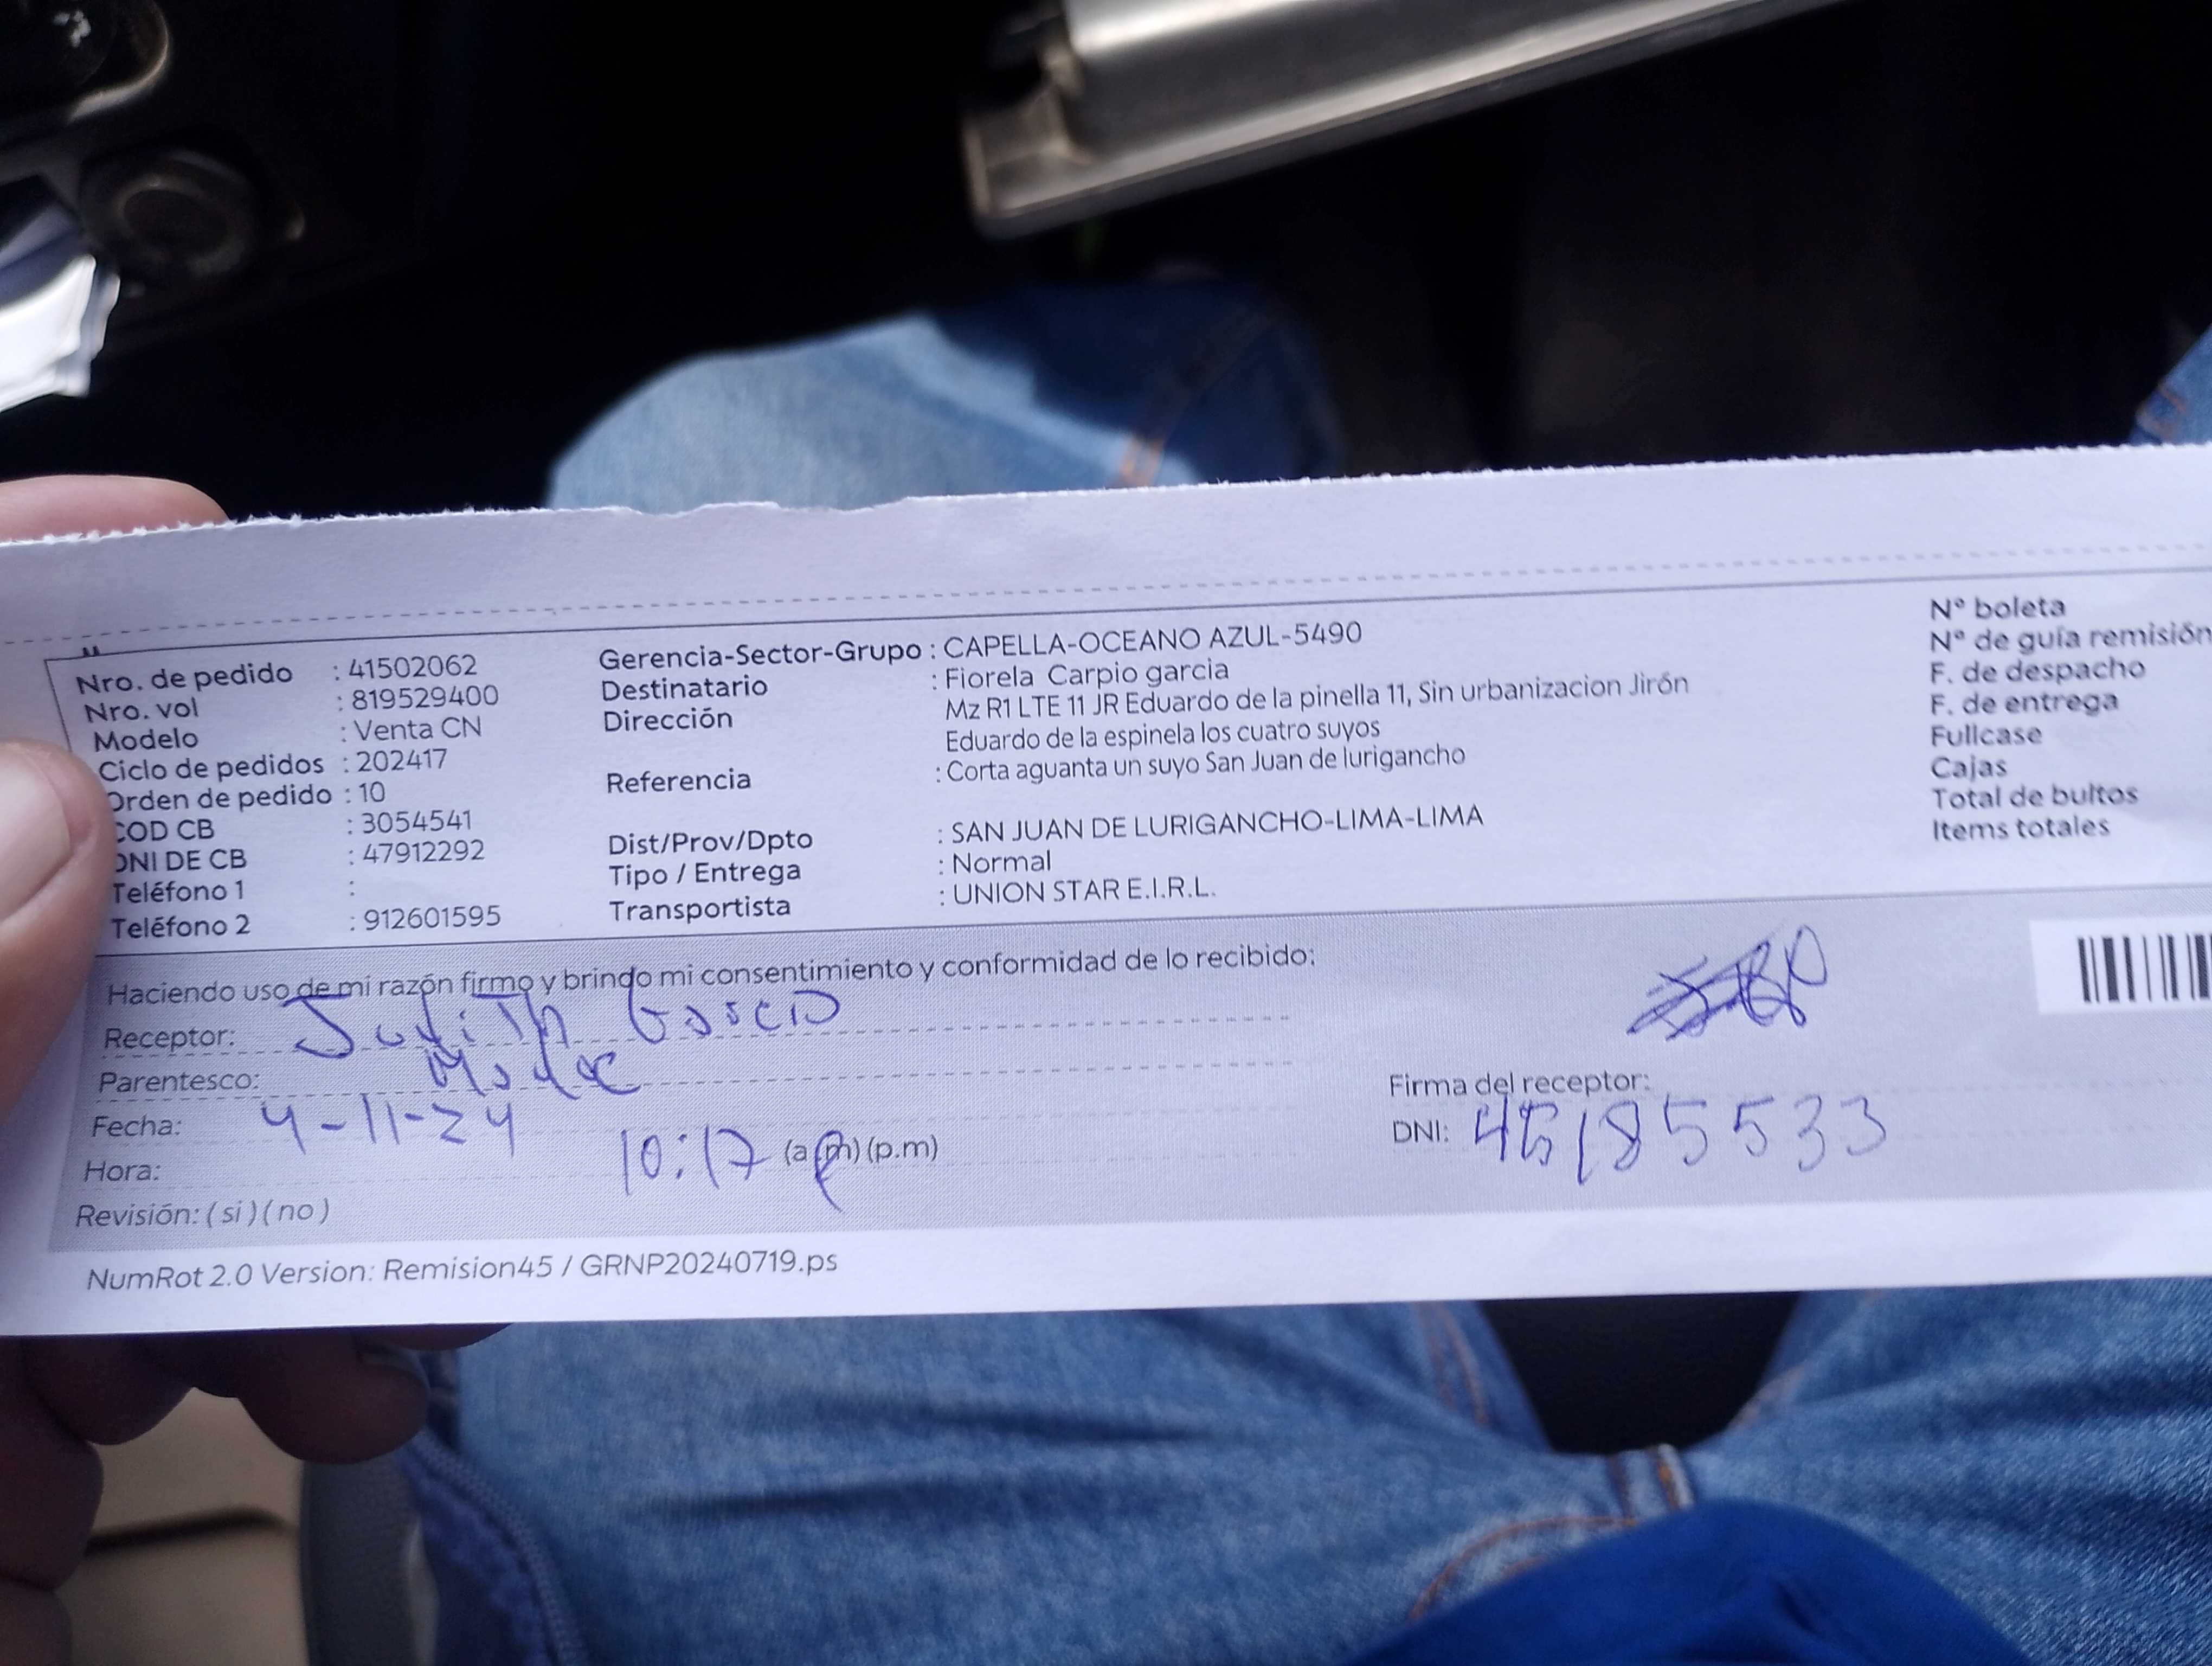 Nro. de pedido : 41502062
Nro. vol : 819529400
Modelo : Venta CN
Ciclo de pedidos : 202417
Orden de pedido : 10
COD CB : 3054541
DNI DE CB : 47912292
Teléfono 1 :
Teléfono 2 : 912601595
Gerencia-Sector-Grupo : CAPELLA-OCEANO AZUL-5490
Destinatario : Fiorela Carpio garcia
Dirección Mz R1 LTE 11 JR Eduardo de la pinella 11, Sin urbanizacion Jirón
Eduardo de la espinela los cuatro suyos
Referencia : Corta aguanta un suyo San Juan de lurigancho
Dist/Prov/Dpto : SAN JUAN DE LURIGANCHO-LIMA-LIMA
Tipo / Entrega : Normal
Transportista : UNION STAR E.I.R.L.
N° boleta
N° de guía remisión
F. de despacho
F. de entrega
Fullcase
Cajas
Total de bultos
Items totales
Haciendo uso de mi razón firmo y brindo mi consentimiento y conformidad de lo recibido:
Receptor: Judith
Parentesco:
Fecha: 4-11-24
Hora: 10:17 (a.m) (p.m)
Revisión: (si) (no)
Firma del receptor:
DNI: 45185533
NumRot 2.0 Version: Remision45 / GRNP20240719.ps